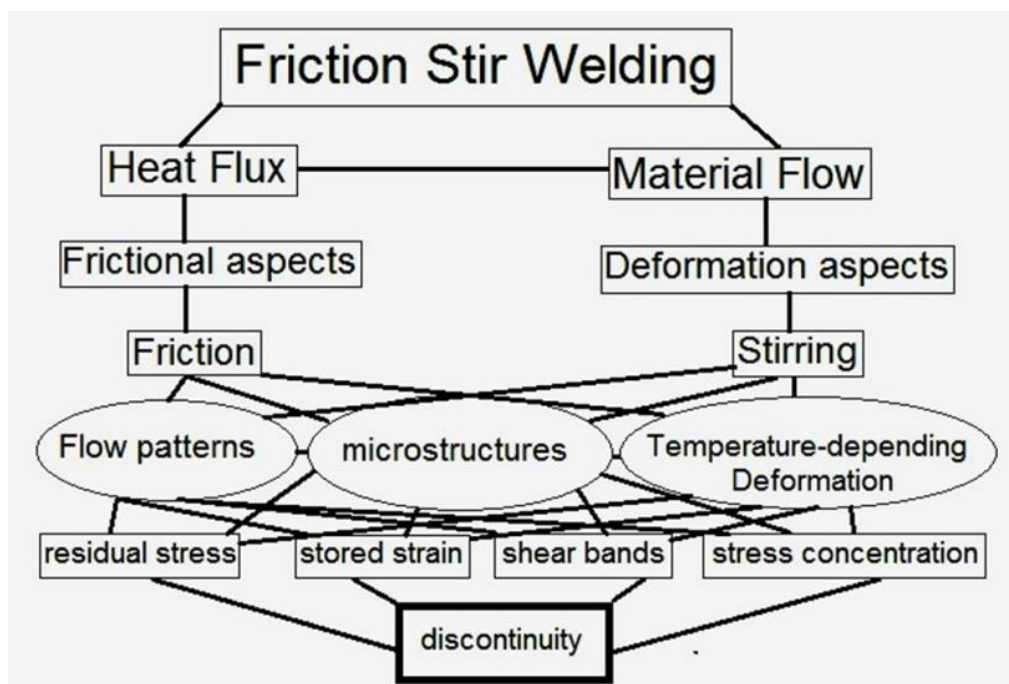 Friction Stir Welding
Heat Flux
Material Flow
Frictional aspects
Deformation aspects
Friction
Stirring
Flow patterns
microstructures
Temperature-depending
Deformation
residual stress
stored strain
shear bands
stress concentration
discontinuity